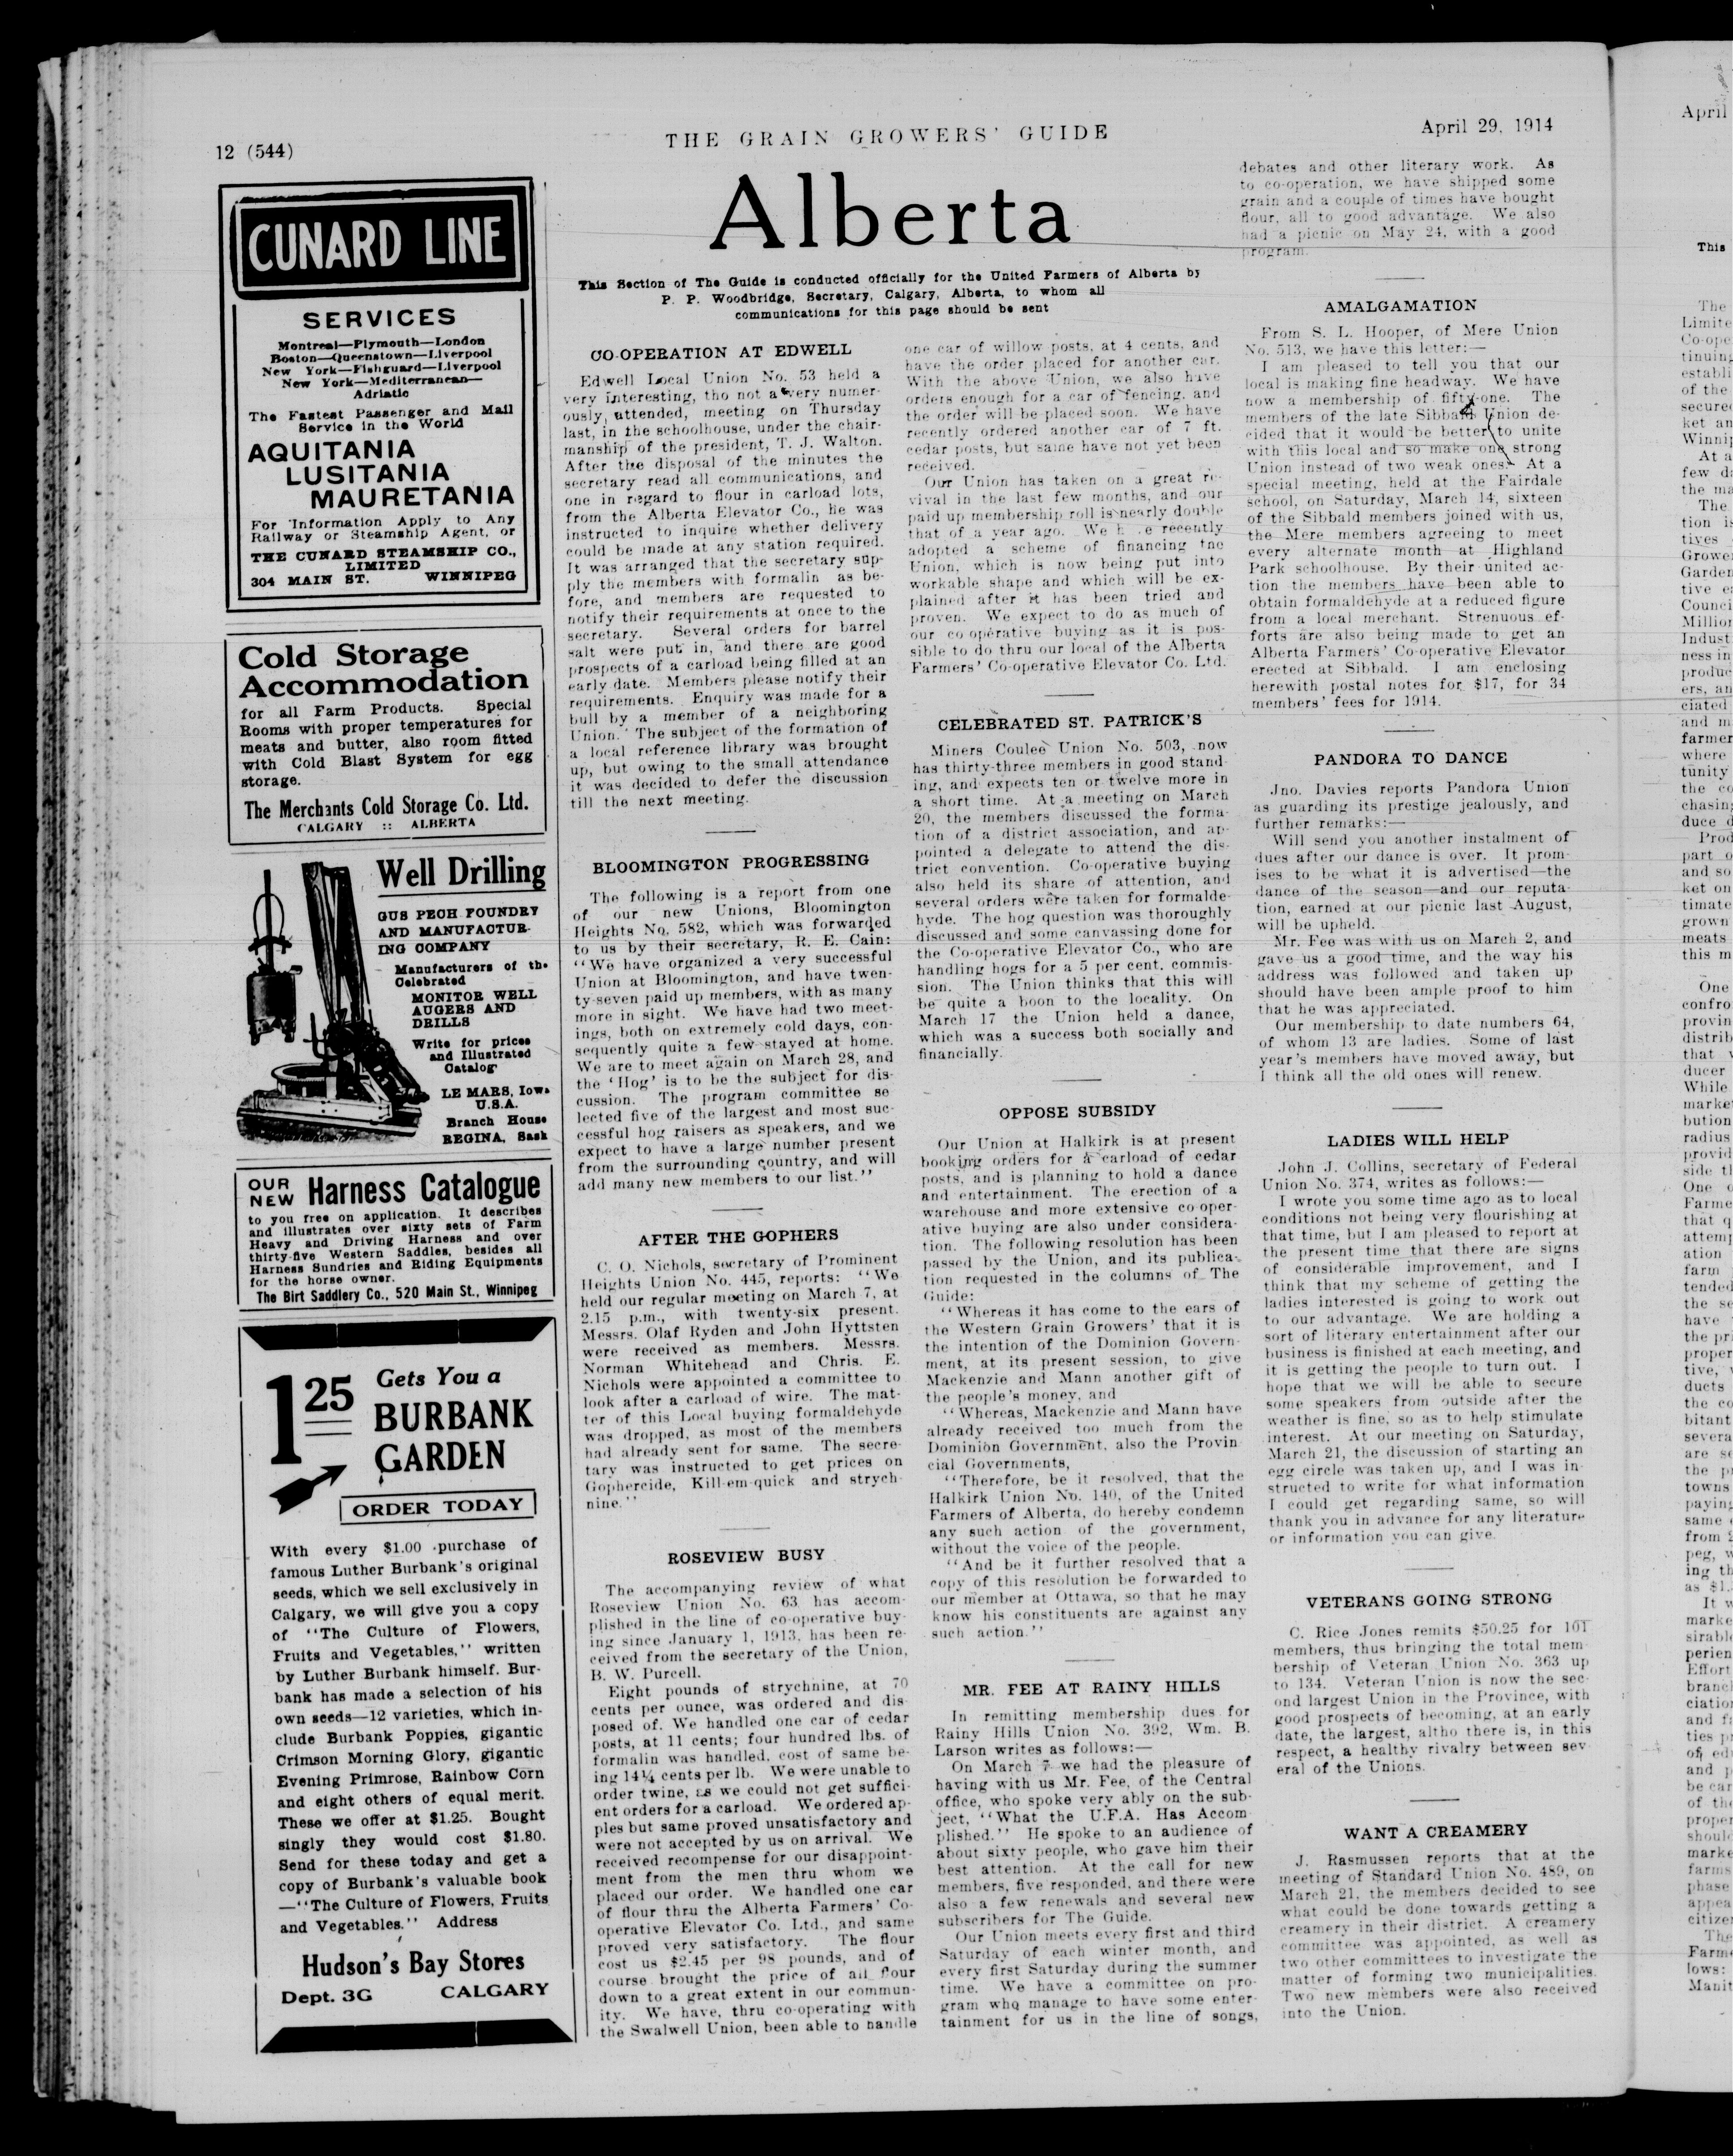 12 (544)
THE GRAIN GROWERS' GUIDE
April 29, 1914
CUNARD LINE
SERVICES
Montreal—Plymouth—London
Boston—Queenstown—Liverpool
New York—Fishguard—Liverpool
New York—Mediterranean—
Adriatic
The Fastest Passenger and Mail
Service in the World
AQUITANIA
LUSITANIA
MAURETANIA
For Information Apply to Any
Railway or Steamship Agent, or
THE CUNARD STEAMSHIP CO.,
LIMITED
304 MAIN ST. WINNIPEG
Cold Storage
Accommodation
for all Farm Products. Special
Rooms with proper temperatures for
meats and butter, also room fitted
with Cold Blast System for egg
storage.
The Merchants Cold Storage Co. Ltd.
CALGARY :: ALBERTA
Well Drilling
GUS PECH FOUNDRY
AND MANUFACTUR-
ING COMPANY
Manufacturers of the
Celebrated
MONITOR WELL
AUGERS AND
DRILLS
Write for prices
and Illustrated
Catalog
LE MARS, Iowa
U.S.A.
Branch House
REGINA, Sask
OUR
NEW Harness Catalogue
to you free on application. It describes
and illustrates over sixty sets of Farm
Heavy and Driving Harness and over
thirty-five Western Saddles, besides all
Harness Sundries and Riding Equipments
for the horse owner.
The Birt Saddlery Co., 520 Main St., Winnipeg
1 25 Gets You a
BURBANK
GARDEN
ORDER TODAY
With every $1.00 purchase of
famous Luther Burbank's original
seeds, which we sell exclusively in
Calgary, we will give you a copy
of "The Culture of Flowers,
Fruits and Vegetables," written
by Luther Burbank himself. Bur-
bank has made a selection of his
own seeds—12 varieties, which in-
clude Burbank Poppies, gigantic
Crimson Morning Glory, gigantic
Evening Primrose, Rainbow Corn
and eight others of equal merit.
These we offer at $1.25. Bought
singly they would cost $1.80.
Send for these today and get a
copy of Burbank's valuable book
—"The Culture of Flowers, Fruits
and Vegetables." Address
Hudson's Bay Stores
Dept. 3G CALGARY
Alberta
This Section of The Guide is conducted officially for the United Farmers of Alberta by
P. P. Woodbridge, Secretary, Calgary, Alberta, to whom all
communications for this page should be sent
CO-OPERATION AT EDWELL
Edwell Local Union No. 53 held a
very interesting, tho not a very numer-
ously attended, meeting on Thursday
last, in the schoolhouse, under the chair-
manship of the president, T. J. Walton.
After the disposal of the minutes the
secretary read all communications, and
one in regard to flour in carload lots,
from the Alberta Elevator Co., he was
instructed to inquire whether delivery
could be made at any station required.
It was arranged that the secretary sup-
ply the members with formalin as be-
fore, and members are requested to
notify their requirements at once to the
secretary. Several orders for barrel
salt were put in, and there are good
prospects of a carload being filled at an
early date. Members please notify their
requirements. Enquiry was made for a
bull by a member of a neighboring
Union. The subject of the formation of
a local reference library was brought
up, but owing to the small attendance
it was decided to defer the discussion
till the next meeting.
BLOOMINGTON PROGRESSING
The following is a report from one
of our new Unions, Bloomington
Heights No. 582, which was forwarded
to us by their secretary, R. E. Cain:
"We have organized a very successful
Union at Bloomington, and have twen-
ty-seven paid up members, with as many
more in sight. We have had two meet-
ings, both on extremely cold days, con-
sequently quite a few stayed at home.
We are to meet again on March 28, and
the 'Hog' is to be the subject for dis-
cussion. The program committee se
lected five of the largest and most suc-
cessful hog raisers as speakers, and we
expect to have a large number present
from the surrounding country, and will
add many new members to our list."
AFTER THE GOPHERS
C. O. Nichols, secretary of Prominent
Heights Union No. 445, reports: "We
held our regular meeting on March 7, at
2.15 p.m., with twenty-six present.
Messrs. Olaf Ryden and John Hyttsten
were received as members. Messrs.
Norman Whitehead and Chris. E.
Nichols were appointed a committee to
look after a carload of wire. The mat-
ter of this Local buying formaldehyde
was dropped, as most of the members
had already sent for same. The secre-
tary was instructed to get prices on
Gophercide, Kill-em-quick and strych-
nine."
ROSEVIEW BUSY
The accompanying review of what
Roseview Union No. 63 has accom-
plished in the line of co-operative buy-
ing since January 1, 1913, has been re-
ceived from the secretary of the Union,
B. W. Purcell.
Eight pounds of strychnine, at 70
cents per ounce, was ordered and dis-
posed of. We handled one car of cedar
posts, at 11 cents; four hundred lbs. of
formalin was handled, cost of same be-
ing 14¼ cents per lb. We were unable to
order twine, as we could not get suffici-
ent orders for a carload. We ordered ap-
ples but same proved unsatisfactory and
were not accepted by us on arrival. We
received recompense for our disappoint-
ment from the men thru whom we
placed our order. We handled one car
of flour thru the Alberta Farmers' Co-
operative Elevator Co. Ltd., and same
proved very satisfactory. The flour
cost us $2.45 per 98 pounds, and of
course brought the price of all flour
down to a great extent in our commun-
ity. We have, thru co-operating with
the Swalwell Union, been able to handle
one car of willow posts, at 4 cents, and
have the order placed for another car.
With the above Union, we also have
orders enough for a car of fencing, and
the order will be placed soon. We have
recently ordered another car of 7 ft.
cedar posts, but same have not yet been
received.
Our Union has taken on a great re-
vival in the last few months, and our
paid up membership roll is nearly double
that of a year ago. We h e recently
adopted a scheme of financing the
Union, which is now being put into
workable shape and which will be ex-
plained after it has been tried and
proven. We expect to do as much of
our co operative buying as it is pos-
sible to do thru our local of the Alberta
Farmers' Co-operative Elevator Co. Ltd.
CELEBRATED ST. PATRICK'S
Miners Coulee Union No. 503, now
has thirty-three members in good stand
ing, and expects ten or twelve more in
a short time. At a meeting on March
20, the members discussed the forma-
tion of a district association, and ap-
pointed a delegate to attend the dis-
trict convention. Co-operative buying
also held its share of attention, and
several orders were taken for formalde-
hyde. The hog question was thoroughly
discussed and some canvassing done for
the Co-operative Elevator Co., who are
handling hogs for a 5 per cent. commis-
sion. The Union thinks that this will
be quite a boon to the locality. On
March 17 the Union held a dance,
which was a success both socially and
financially.
OPPOSE SUBSIDY
Our Union at Halkirk is at present
booking orders for a carload of cedar
posts, and is planning to hold a dance
and entertainment. The erection of a
warehouse and more extensive co oper-
ative buying are also under considera-
tion. The following resolution has been
passed by the Union, and its publica-
tion requested in the columns of The
Guide:
"Whereas it has come to the ears of
the Western Grain Growers' that it is
the intention of the Dominion Govern-
ment, at its present session, to give
Mackenzie and Mann another gift of
the people's money, and
"Whereas, Mackenzie and Mann have
already received too much from the
Dominion Government, also the Provin
cial Governments,
"Therefore, be it resolved, that the
Halkirk Union No. 140, of the United
Farmers of Alberta, do hereby condemn
any such action of the government,
without the voice of the people.
"And be it further resolved that a
copy of this resolution be forwarded to
our member at Ottawa, so that he may
know his constituents are against any
such action."
MR. FEE AT RAINY HILLS
In remitting membership dues for
Rainy Hills Union No. 392, Wm. B.
Larson writes as follows:—
On March 7 we had the pleasure of
having with us Mr. Fee, of the Central
office, who spoke very ably on the sub-
ject, "What the U.F.A. Has Accom
plished." He spoke to an audience of
about sixty people, who gave him their
best attention. At the call for new
members, five responded, and there were
also a few renewals and several new
subscribers for The Guide.
Our Union meets every first and third
Saturday of each winter month, and
every first Saturday during the summer
time. We have a committee on pro-
gram who manage to have some enter-
tainment for us in the line of songs,
debates and other literary work. As
to co-operation, we have shipped some
grain and a couple of times have bought
flour, all to good advantage. We also
had a picnic on May 24, with a good
program.
AMALGAMATION
From S. L. Hooper, of Mere Union
No. 513, we have this letter:—
I am pleased to tell you that our
local is making fine headway. We have
now a membership of fifty-one. The
members of the late Sibbald Union de-
cided that it would be better to unite
with this local and so make one strong
Union instead of two weak ones. At a
special meeting, held at the Fairdale
school, on Saturday, March 14, sixteen
of the Sibbald members joined with us,
the Mere members agreeing to meet
every alternate month at Highland
Park schoolhouse. By their united ac-
tion the members have been able to
obtain formaldehyde at a reduced figure
from a local merchant. Strenuous ef-
forts are also being made to get an
Alberta Farmers' Co-operative Elevator
erected at Sibbald. I am enclosing
herewith postal notes for $17, for 34
members' fees for 1914.
PANDORA TO DANCE
Jno. Davies reports Pandora Union
as guarding its prestige jealously, and
further remarks:—
Will send you another instalment of
dues after our dance is over. It prom-
ises to be what it is advertised—the
dance of the season—and our reputa-
tion, earned at our picnic last August,
will be upheld.
Mr. Fee was with us on March 2, and
gave us a good time, and the way his
address was followed and taken up
should have been ample proof to him
that he was appreciated.
Our membership to date numbers 64,
of whom 13 are ladies. Some of last
year's members have moved away, but
I think all the old ones will renew.
LADIES WILL HELP
John J. Collins, secretary of Federal
Union No. 374, writes as follows:—
I wrote you some time ago as to local
conditions not being very flourishing at
that time, but I am pleased to report at
the present time that there are signs
of considerable improvement, and I
think that my scheme of getting the
ladies interested is going to work out
to our advantage. We are holding a
sort of literary entertainment after our
business is finished at each meeting, and
it is getting the people to turn out. I
hope that we will be able to secure
some speakers from outside after the
weather is fine, so as to help stimulate
interest. At our meeting on Saturday,
March 21, the discussion of starting an
egg circle was taken up, and I was in-
structed to write for what information
I could get regarding same, so will
thank you in advance for any literature
or information you can give.
VETERANS GOING STRONG
C. Rice Jones remits $50.25 for 101
members, thus bringing the total mem
bership of Veteran Union No. 363 up
to 134. Veteran Union is now the sec-
ond largest Union in the Province, with
good prospects of becoming, at an early
date, the largest, altho there is, in this
respect, a healthy rivalry between sev
eral of the Unions.
WANT A CREAMERY
J. Rasmussen reports that at the
meeting of Standard Union No. 489, on
March 21, the members decided to see
what could be done towards getting a
creamery in their district. A creamery
committee was appointed, as well as
two other committees to investigate the
matter of forming two municipalities.
Two new members were also received
into the Union.